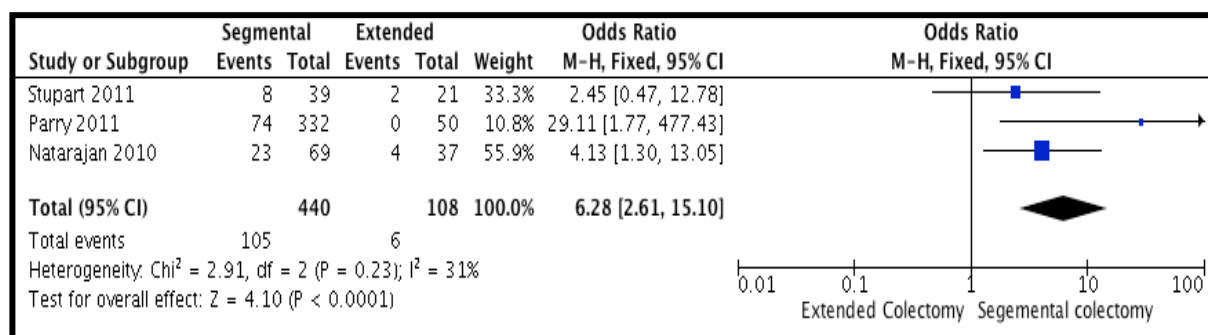 Segmental Extended Odds Ratio Odds Ratio
Study or Subgroup Events Total Events Total Weight M-H, Fixed, 95% CI M-H, Fixed, 95% CI
Stupart 2011 8 39 2 21 33.3% 2.45 [0.47, 12.78]
Parry 2011 74 332 0 50 10.8% 29.11 [1.77, 477.43]
Natarajan 2010 23 69 4 37 55.9% 4.13 [1.30, 13.05]
Total (95% CI) 440 108 100.0% 6.28 [2.61, 15.10]
Total events 105 6
Heterogeneity: Chi² = 2.91, df = 2 (P = 0.23); I² = 31%
Test for overall effect: Z = 4.10 (P < 0.0001)
0.01 0.1 1 10 100
Extended Colectomy Segemental colectomy